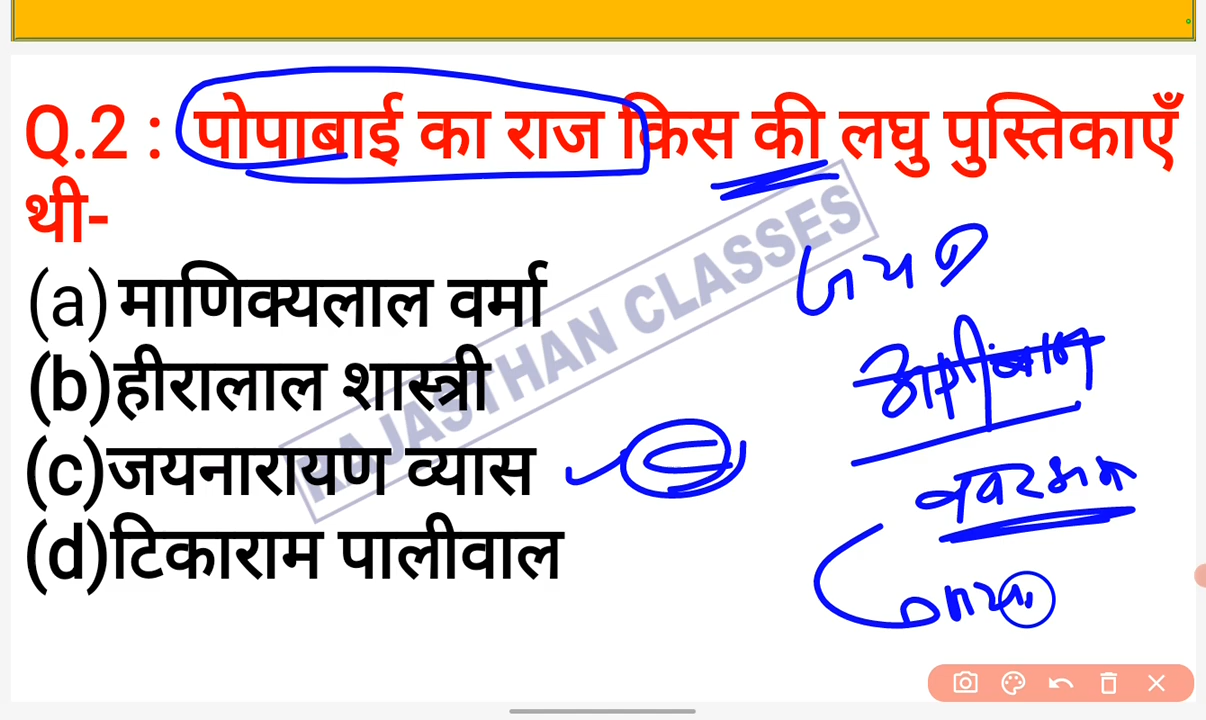 Q.2 : पोपाबाई का राज किस की लघु पुस्तिकाएँ
थी-
(a) माणिक्यलाल वर्मा
(b)हीरालाल शास्त्री
(c)जयनारायण व्यास
(d)टिकाराम पालीवाल
RAJASTHAN CLASSES